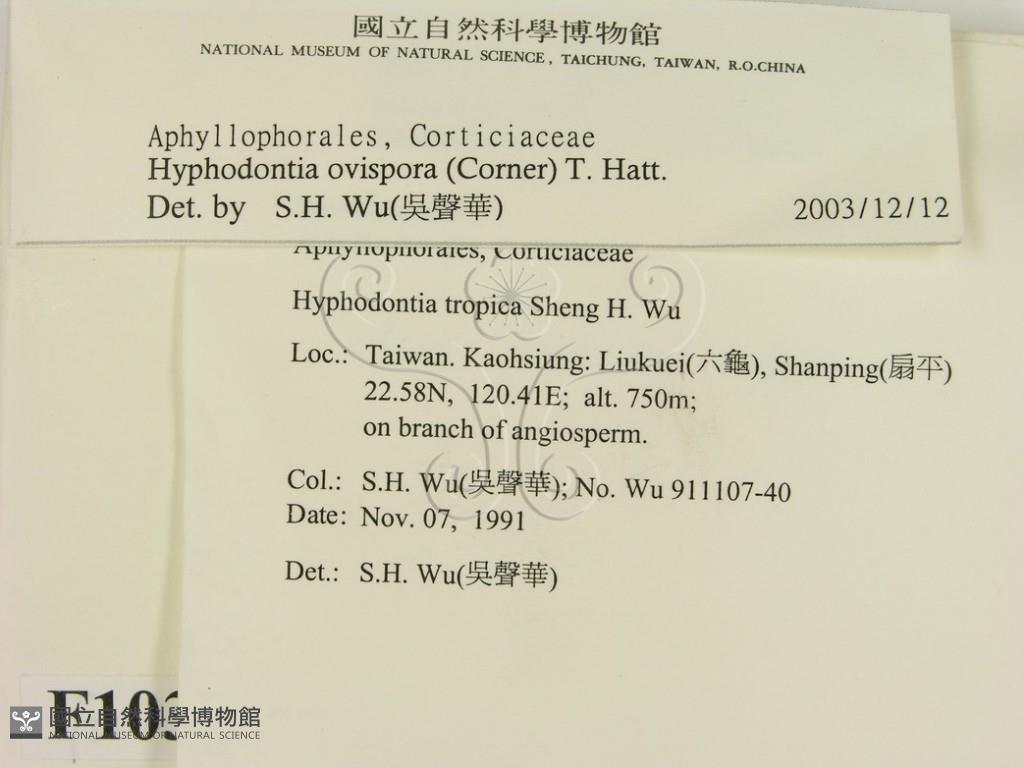 國立自然科學博物館
NATIONAL MUSEUM OF NATURAL SCIENCE, TAICHUNG, TAIWAN, R.O.CHINA
Aphyllophorales, Corticiaceae
Hyphodontia ovispora (Corner) T. Hatt.
Det. by S.H. Wu(吳聲華) 2003/12/12
Aphyllophorales, Corticiaceae
Hyphodontia tropica Sheng H. Wu
Loc.: Taiwan. Kaohsiung: Liukuei(六龜), Shanping(扇平)
22.58N, 120.41E; alt. 750m;
on branch of angiosperm.
Col.: S.H. Wu(吳聲華); No. Wu 911107-40
Date: Nov. 07, 1991
Det.: S.H. Wu(吳聲華)
F103
國立自然科學博物館
NATIONAL MUSEUM OF NATURAL SCIENCE